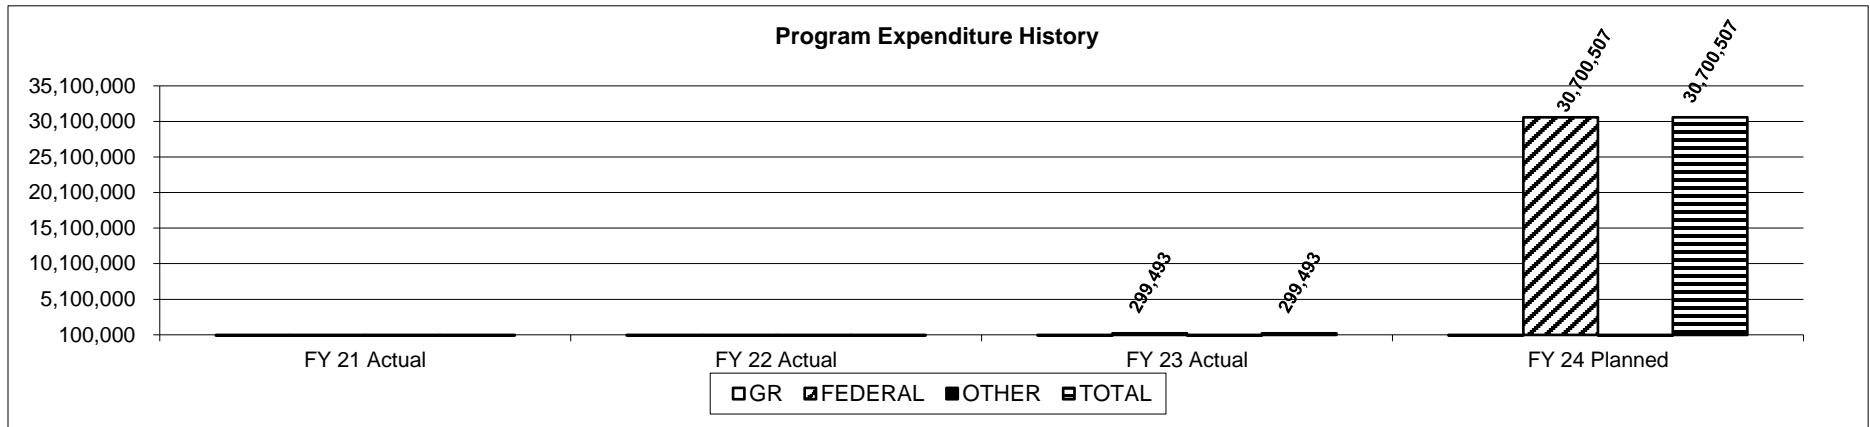 Program Expenditure History
30,700,507
30,700,507
35,100,000
30,100,000
25,100,000
20,100,000
15,100,000
10,100,000
299,493
299,493
5,100,000
100,000
FY 21 Actual
FY 22 Actual
FY 23 Actual
FY 24 Planned
GR FEDERAL OTHER TOTAL